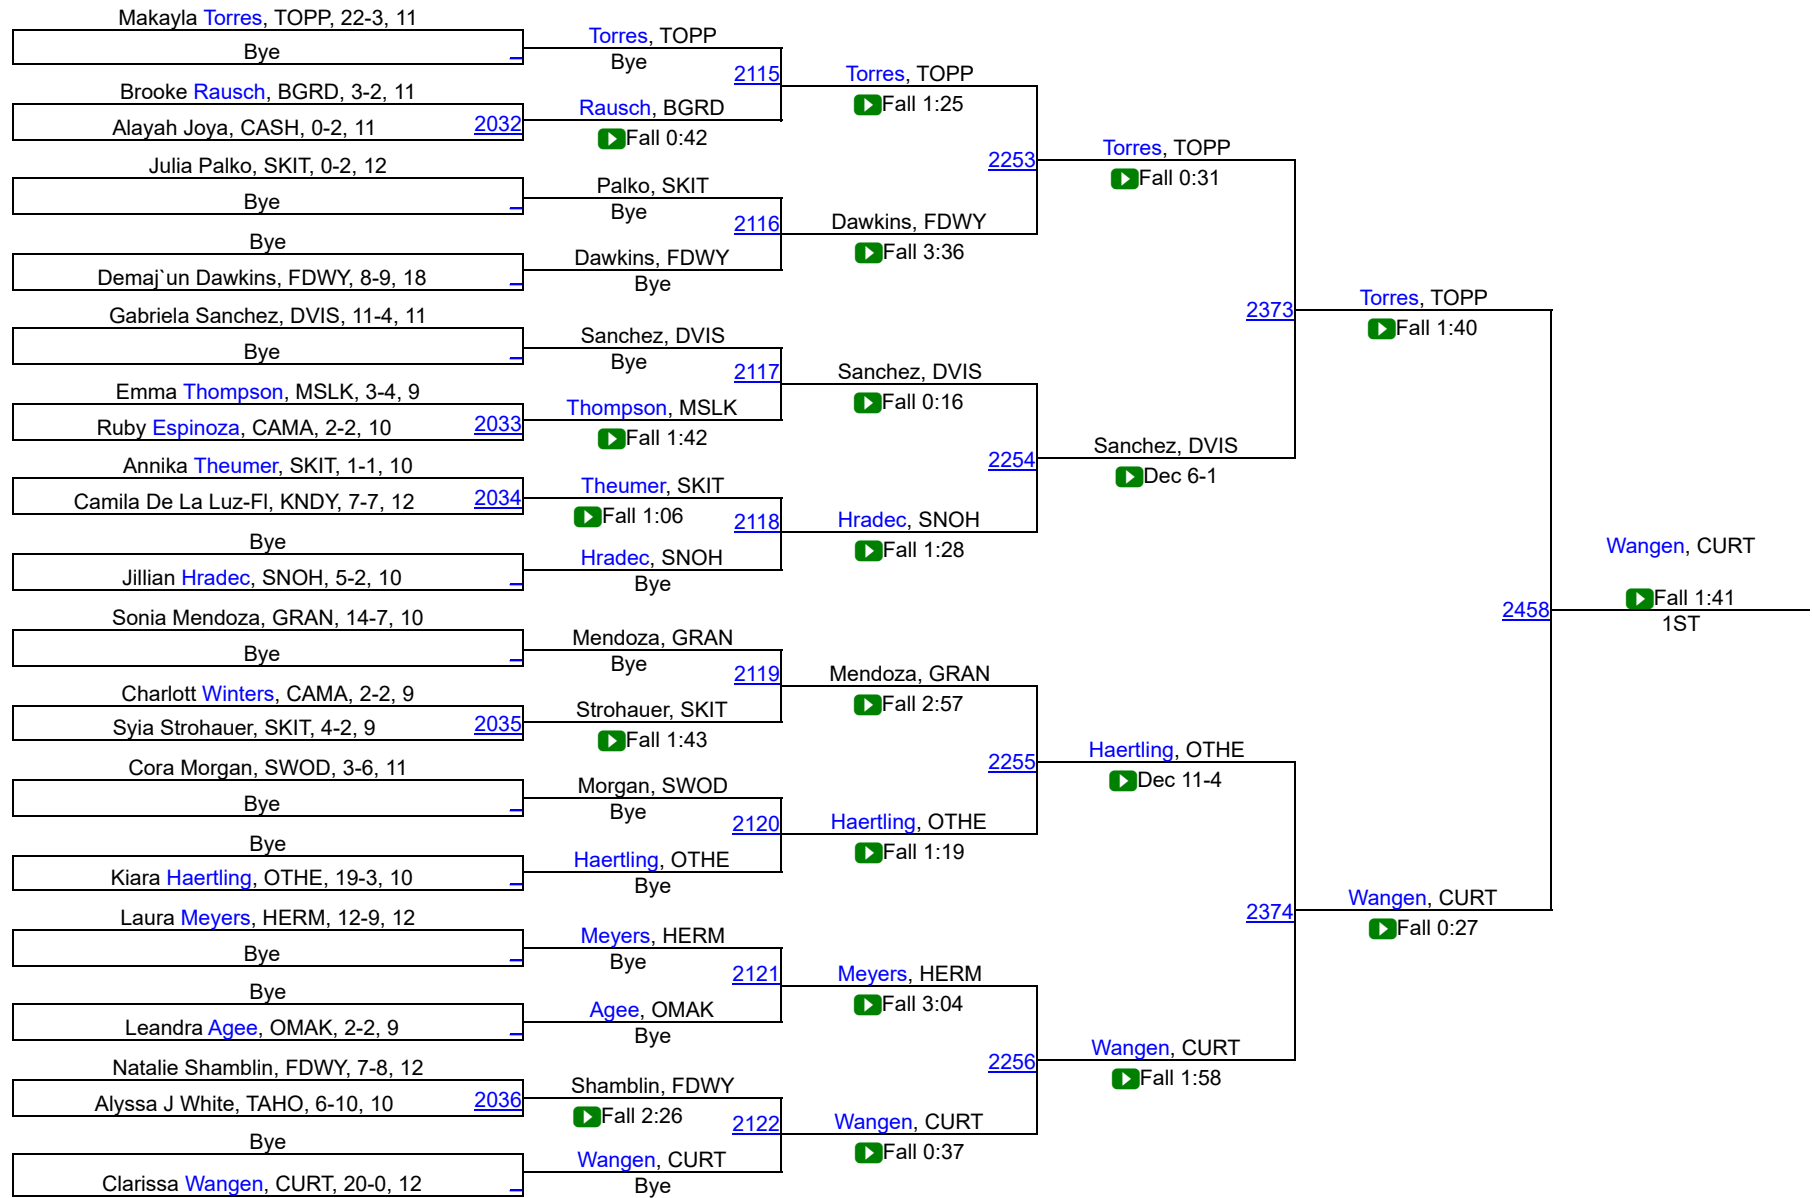 Makayla Torres, TOPP, 22-3, 11
Bye
Brooke Rausch, BGRD, 3-2, 11
Alayah Joya, CASH, 0-2, 11 2032
Julia Palko, SKIT, 0-2, 12
Bye
Bye
Demaj`un Dawkins, FDWY, 8-9, 18
Gabriela Sanchez, DVIS, 11-4, 11
Bye
Emma Thompson, MSLK, 3-4, 9
Ruby Espinoza, CAMA, 2-2, 10 2033
Annika Theumer, SKIT, 1-1, 10
Camila De La Luz-Fl, KNDY, 7-7, 12 2034
Bye
Jillian Hradec, SNOH, 5-2, 10
Sonia Mendoza, GRAN, 14-7, 10
Bye
Charlott Winters, CAMA, 2-2, 9
Syia Strohauer, SKIT, 4-2, 9 2035
Cora Morgan, SWOD, 3-6, 11
Bye
Bye
Kiara Haertling, OTHE, 19-3, 10
Laura Meyers, HERM, 12-9, 12
Bye
Bye
Leandra Agee, OMAK, 2-2, 9
Natalie Shamblin, FDWY, 7-8, 12
Alyssa J White, TAHO, 6-10, 10 2036
Bye
Clarissa Wangen, CURT, 20-0, 12
Torres, TOPP
Bye
2115
Rausch, BGRD
Fall 0:42
Palko, SKIT
Bye
2116
Dawkins, FDWY
Bye
Sanchez, DVIS
Bye
2117
Thompson, MSLK
Fall 1:42
Theumer, SKIT
Fall 1:06
2118
Hradec, SNOH
Bye
Mendoza, GRAN
Bye
2119
Strohauer, SKIT
Fall 1:43
Morgan, SWOD
Bye
2120
Haertling, OTHE
Bye
Meyers, HERM
Bye
2121
Agee, OMAK
Bye
Shamblin, FDWY
Fall 2:26
2122
Wangen, CURT
Bye
Torres, TOPP
Fall 1:25
2253
Dawkins, FDWY
Fall 3:36
Sanchez, DVIS
Fall 0:16
2254
Hradec, SNOH
Fall 1:28
Mendoza, GRAN
Fall 2:57
2255
Haertling, OTHE
Fall 1:19
Meyers, HERM
Fall 3:04
2256
Wangen, CURT
Fall 0:37
Torres, TOPP
Fall 0:31
2373
Sanchez, DVIS
Dec 6-1
Haertling, OTHE
Dec 11-4
2374
Wangen, CURT
Fall 1:58
Torres, TOPP
Fall 1:40
2458
Wangen, CURT
Fall 0:27
Wangen, CURT
Fall 1:41
1ST